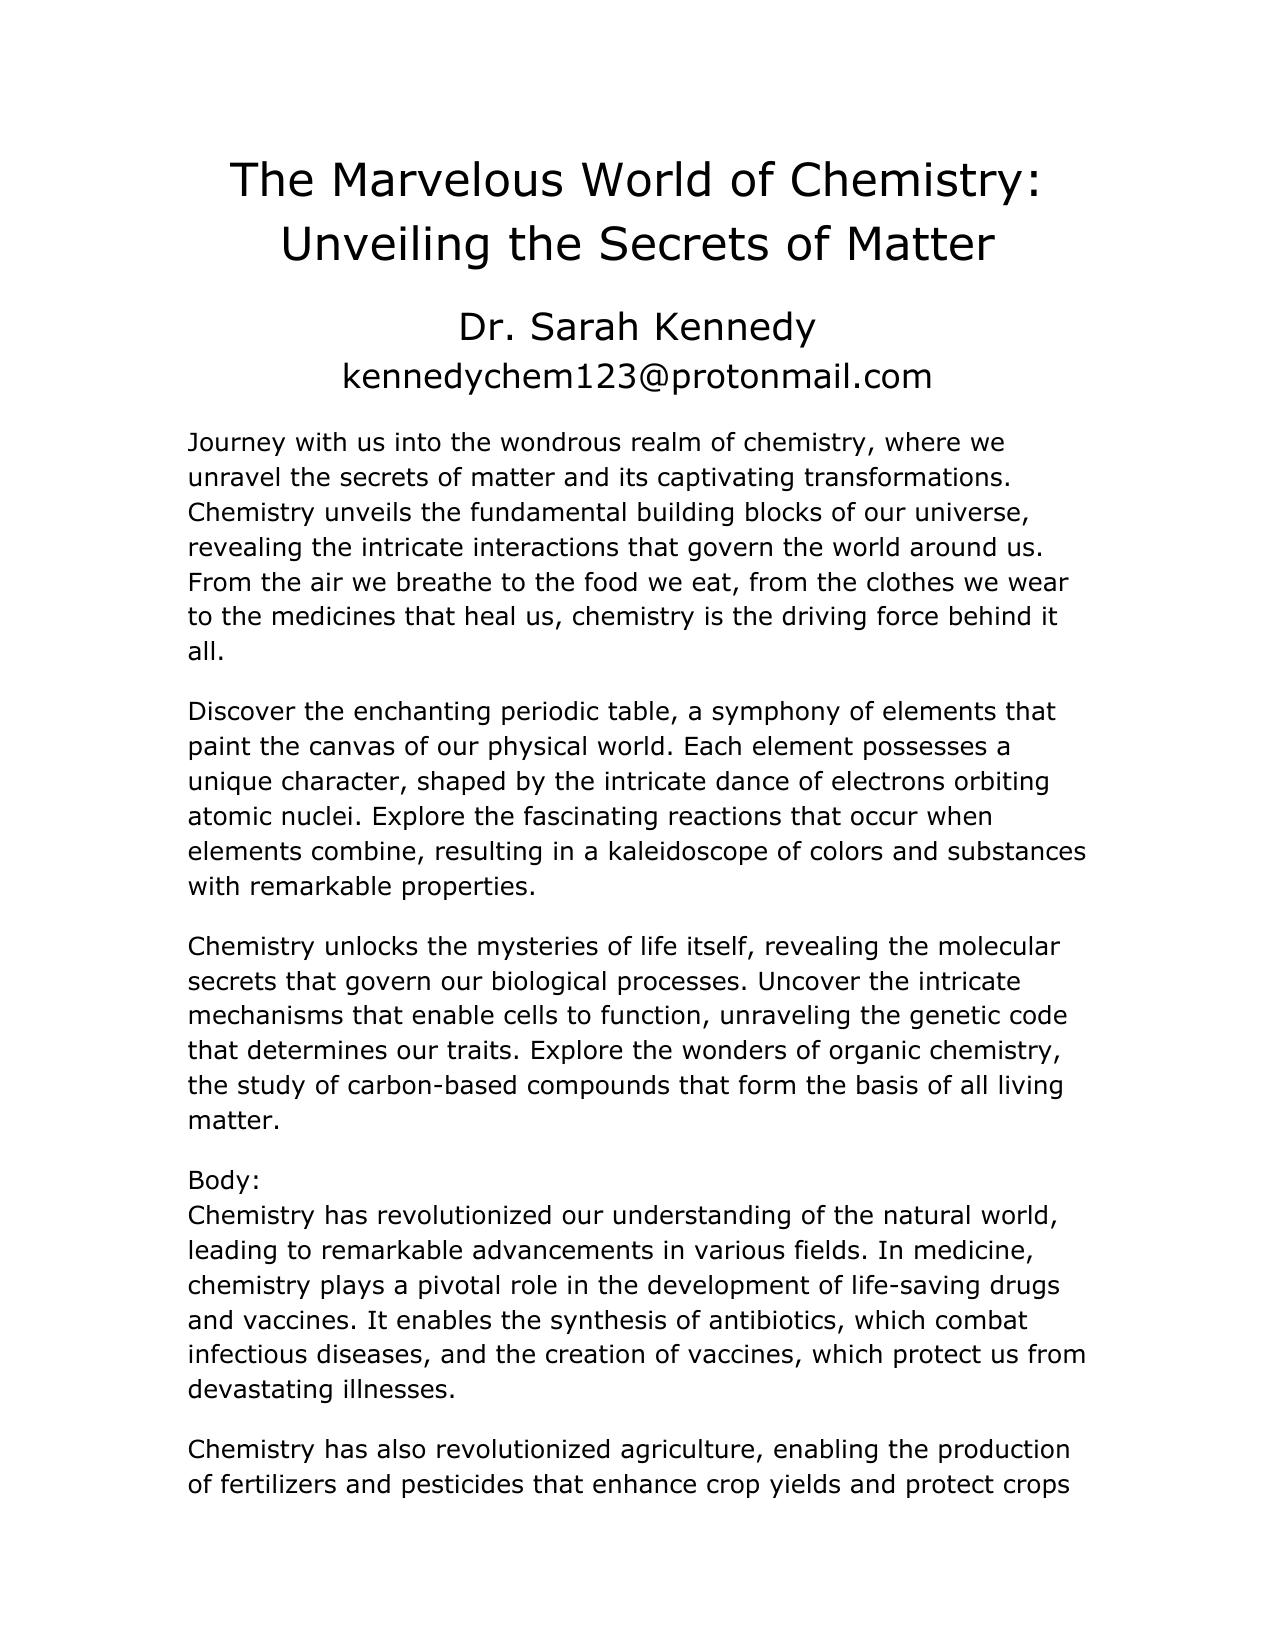 The Marvelous World of Chemistry:
Unveiling the Secrets of Matter
Dr. Sarah Kennedy
kennedychem123@protonmail.com
Journey with us into the wondrous realm of chemistry, where we
unravel the secrets of matter and its captivating transformations.
Chemistry unveils the fundamental building blocks of our universe,
revealing the intricate interactions that govern the world around us.
From the air we breathe to the food we eat, from the clothes we wear
to the medicines that heal us, chemistry is the driving force behind it
all.
Discover the enchanting periodic table, a symphony of elements that
paint the canvas of our physical world. Each element possesses a
unique character, shaped by the intricate dance of electrons orbiting
atomic nuclei. Explore the fascinating reactions that occur when
elements combine, resulting in a kaleidoscope of colors and substances
with remarkable properties.
Chemistry unlocks the mysteries of life itself, revealing the molecular
secrets that govern our biological processes. Uncover the intricate
mechanisms that enable cells to function, unraveling the genetic code
that determines our traits. Explore the wonders of organic chemistry,
the study of carbon-based compounds that form the basis of all living
matter.
Body:
Chemistry has revolutionized our understanding of the natural world,
leading to remarkable advancements in various fields. In medicine,
chemistry plays a pivotal role in the development of life-saving drugs
and vaccines. It enables the synthesis of antibiotics, which combat
infectious diseases, and the creation of vaccines, which protect us from
devastating illnesses.
Chemistry has also revolutionized agriculture, enabling the production
of fertilizers and pesticides that enhance crop yields and protect crops